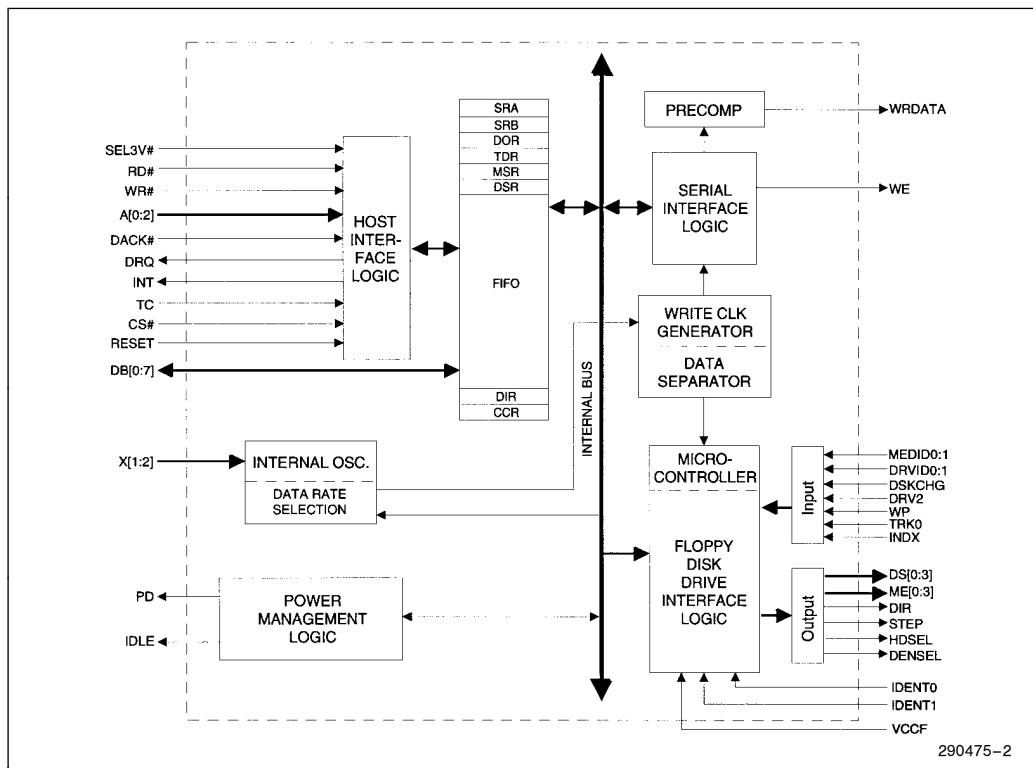 SEL3V#
RD#
WR#
A[0:2]
DACK#
DRQ
INT
TC
CS#
RESET
DB[0:7]
HOST
INTER-
FACE
LOGIC
SRA
SRB
DOR
TDR
MSR
DSR
FIFO
DIR
CCR
INTERNAL BUS
PRECOMP
WRDATA
SERIAL
INTERFACE
LOGIC
WE
WRITE CLK
GENERATOR
DATA
SEPARATOR
X[1:2]
INTERNAL OSC.
DATA RATE
SELECTION
MICRO-
CONTROLLER
FLOPPY
DISK
DRIVE
INTERFACE
LOGIC
Input
MEDID0:1
DRVID0:1
DSKCHG
DRV2
WP
TRK0
INDX
Output
DS[0:3]
ME[0:3]
DIR
STEP
HDSEL
DENSEL
PD
IDLE
POWER
MANAGEMENT
LOGIC
IDENT0
IDENT1
VCCF
290475–2